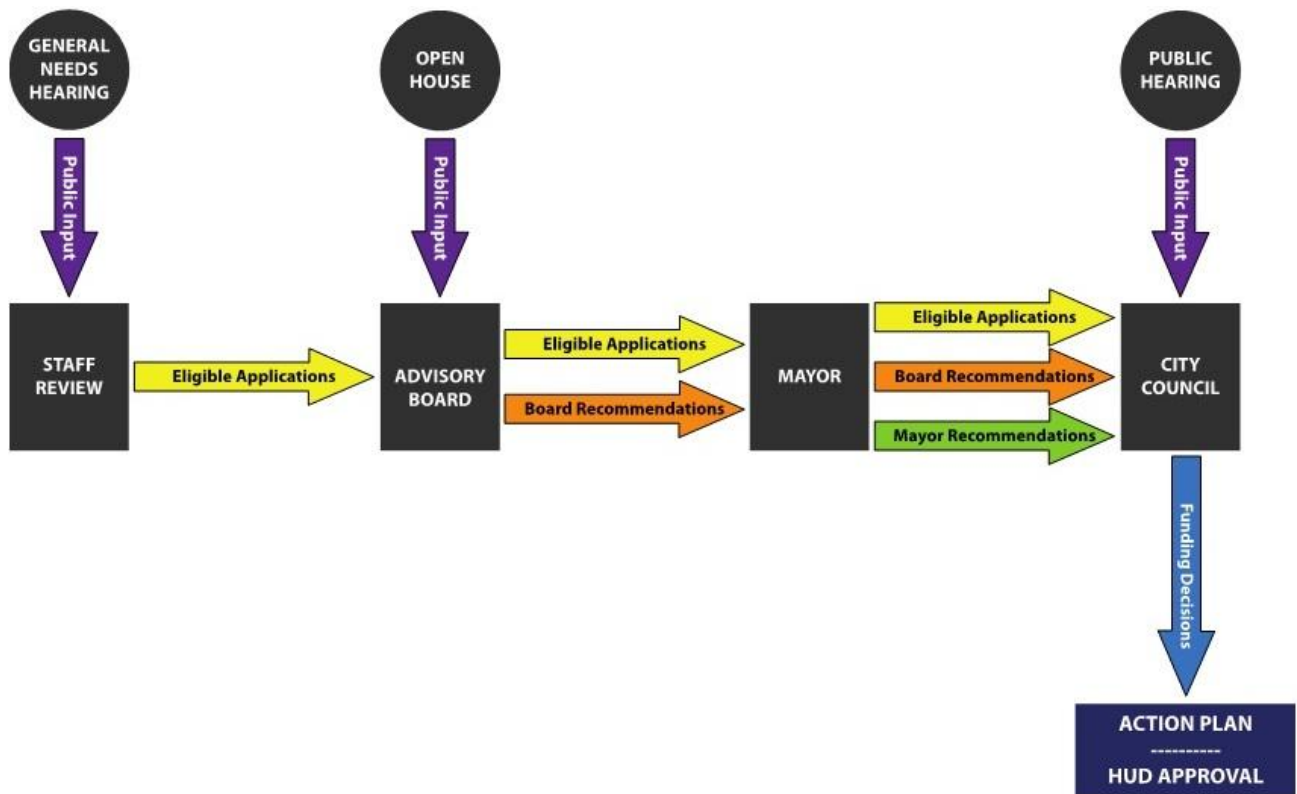 GENERAL
NEEDS
HEARING
OPEN
HOUSE
PUBLIC
HEARING
Public Input
Public Input
Public Input
STAFF
REVIEW
Eligible Applications
ADVISORY
BOARD
Eligible Applications
Board Recommendations
MAYOR
Eligible Applications
Board Recommendations
Mayor Recommendations
CITY
COUNCIL
Funding Decisions
ACTION PLAN
----------
HUD APPROVAL